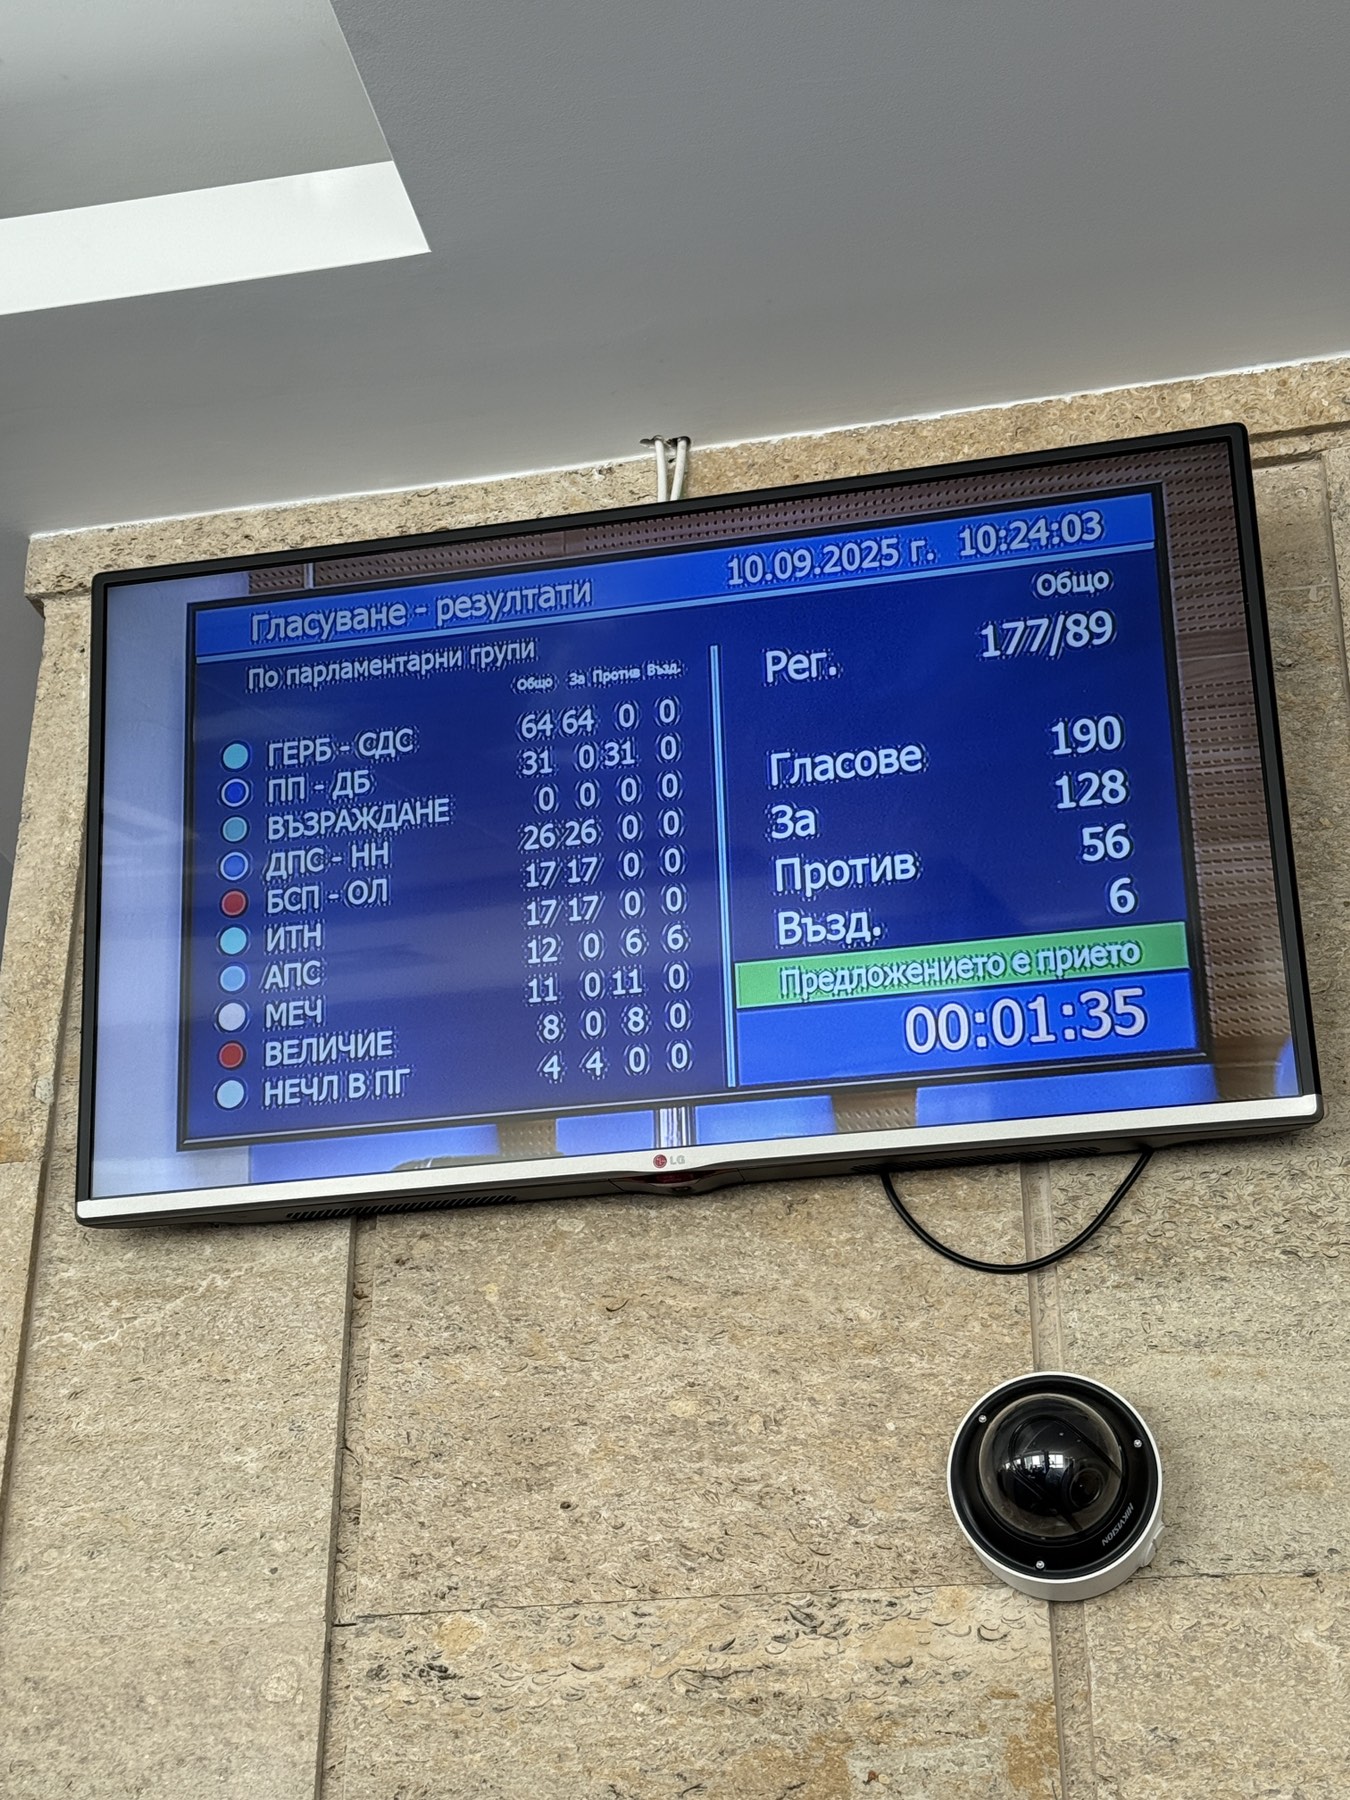 Гласуване - резултати 10.09.2025 г. 10:24:03
По парламентарни групи
Общо За Против Възд.
ГЕРБ - СДС 64 64 0 0
ПП - ДБ 31 0 31 0
ВЪЗРАЖДАНЕ 0 0 0 0
ДПС - НН 26 26 0 0
БСП - ОЛ 17 17 0 0
ИТН 17 17 0 0
АПС 12 0 6 6
МЕЧ 11 0 11 0
ВЕЛИЧИЕ 8 0 8 0
НЕЧЛ В ПГ 4 4 0 0
Общо
Рег. 177/89
Гласове 190
За 128
Против 56
Възд. 6
Предложението е прието
00:01:35
LG
HIKVISION